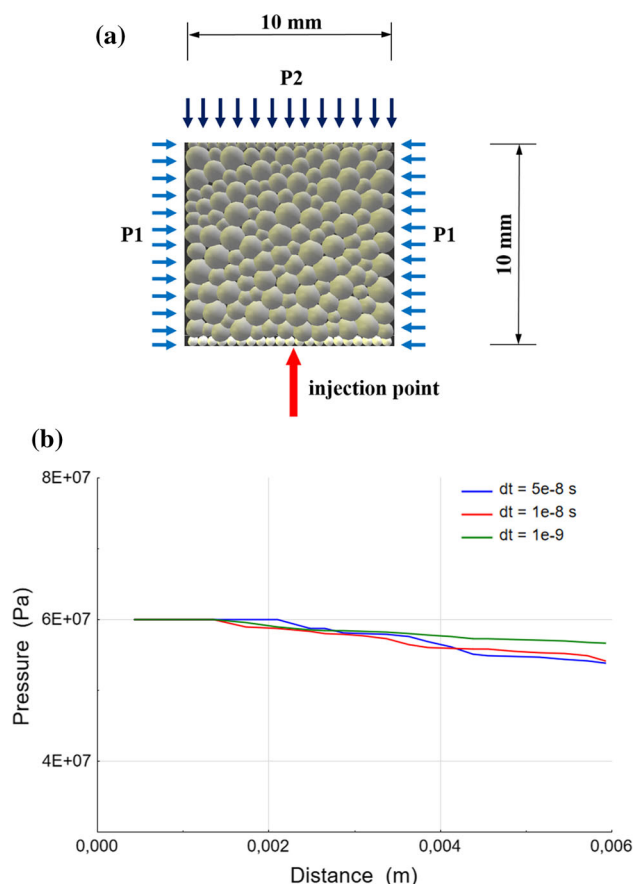 (a)
10 mm
P2
P1
P1
10 mm
injection point
(b)
8E+07
6E+07
4E+07
Pressure (Pa)
dt = 5e-8 s
dt = 1e-8 s
dt = 1e-9
0,000
0,002
0,004
0,006
Distance (m)